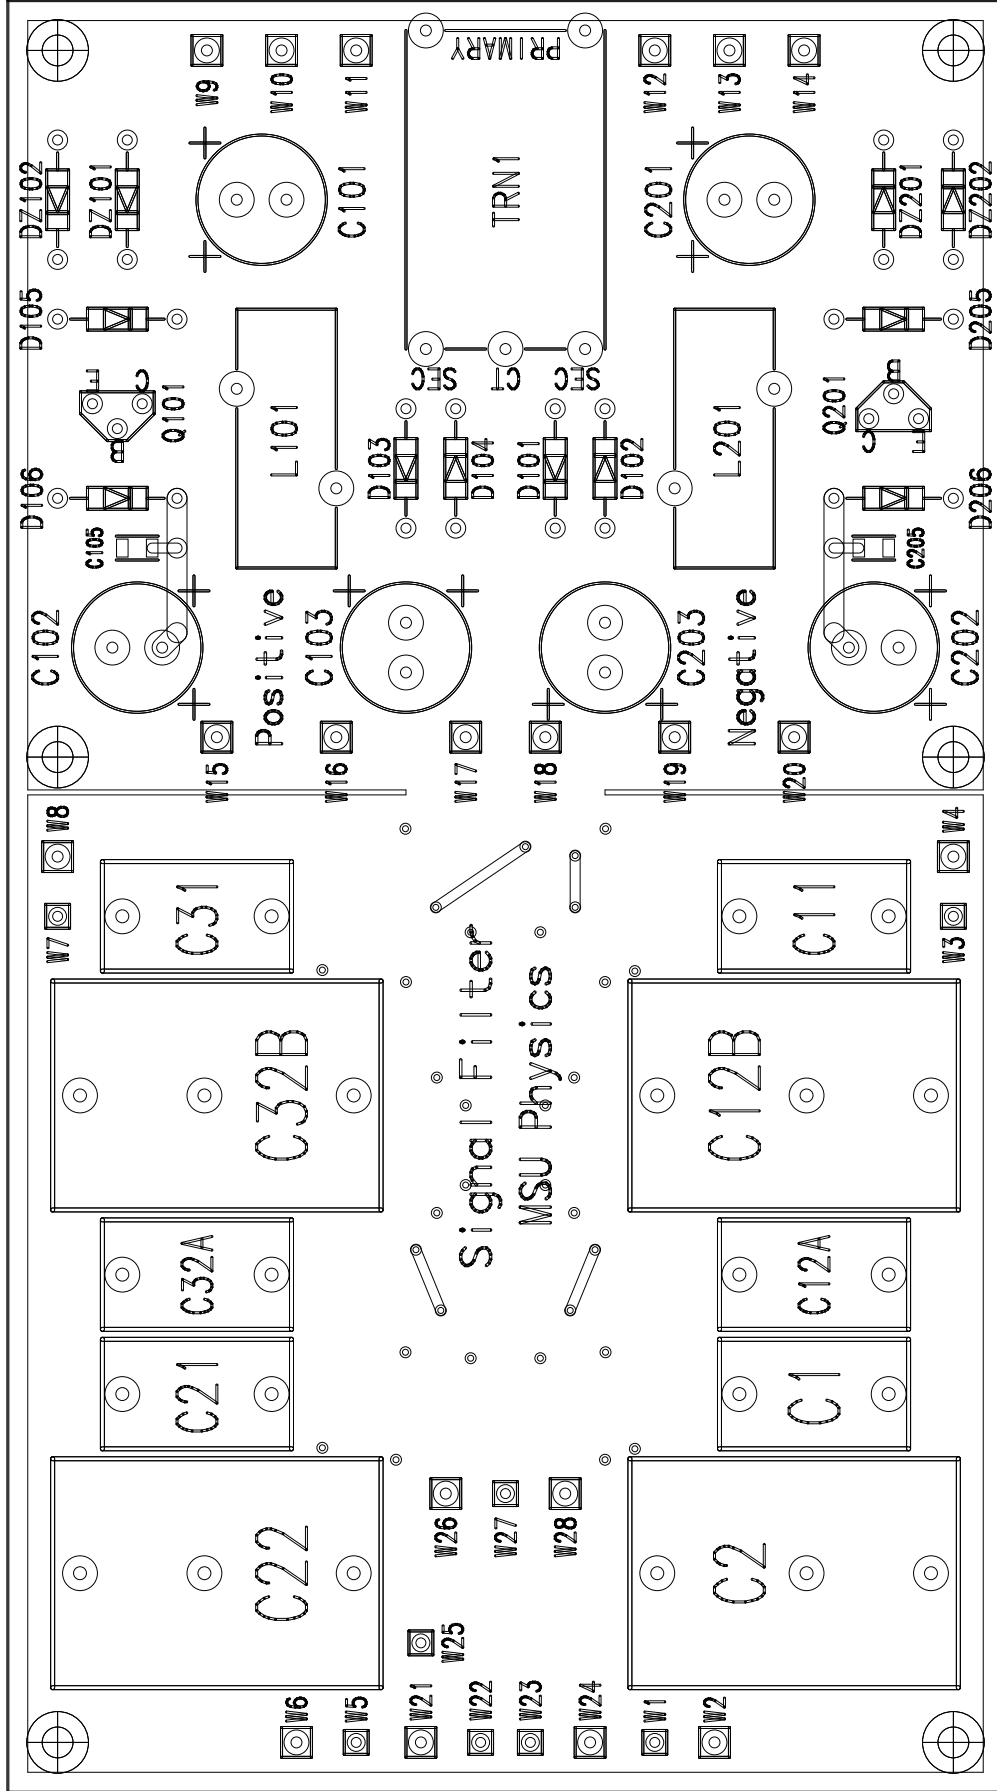 PRIMARY
W9
W10
W11
W12
W13
W14
DZ102
DZ101
C101
TRN1
C201
DZ201
DZ202
D105
D205
SEC
CT
SEC
E
C
B
Q101
L101
L201
Q201
B
C
E
D103
D104
D101
D102
D106
D206
C105
C205
C102
Positive
C103
C203
Negative
C202
W15
W16
W17
W18
W19
W20
W8
W4
W7
C31
C11
W3
Signal Filter
MSU Physics
C32B
C12B
C32A
C12A
C21
C1
W26
W27
W28
C22
C2
W25
W6
W5
W21
W22
W23
W24
W1
W2